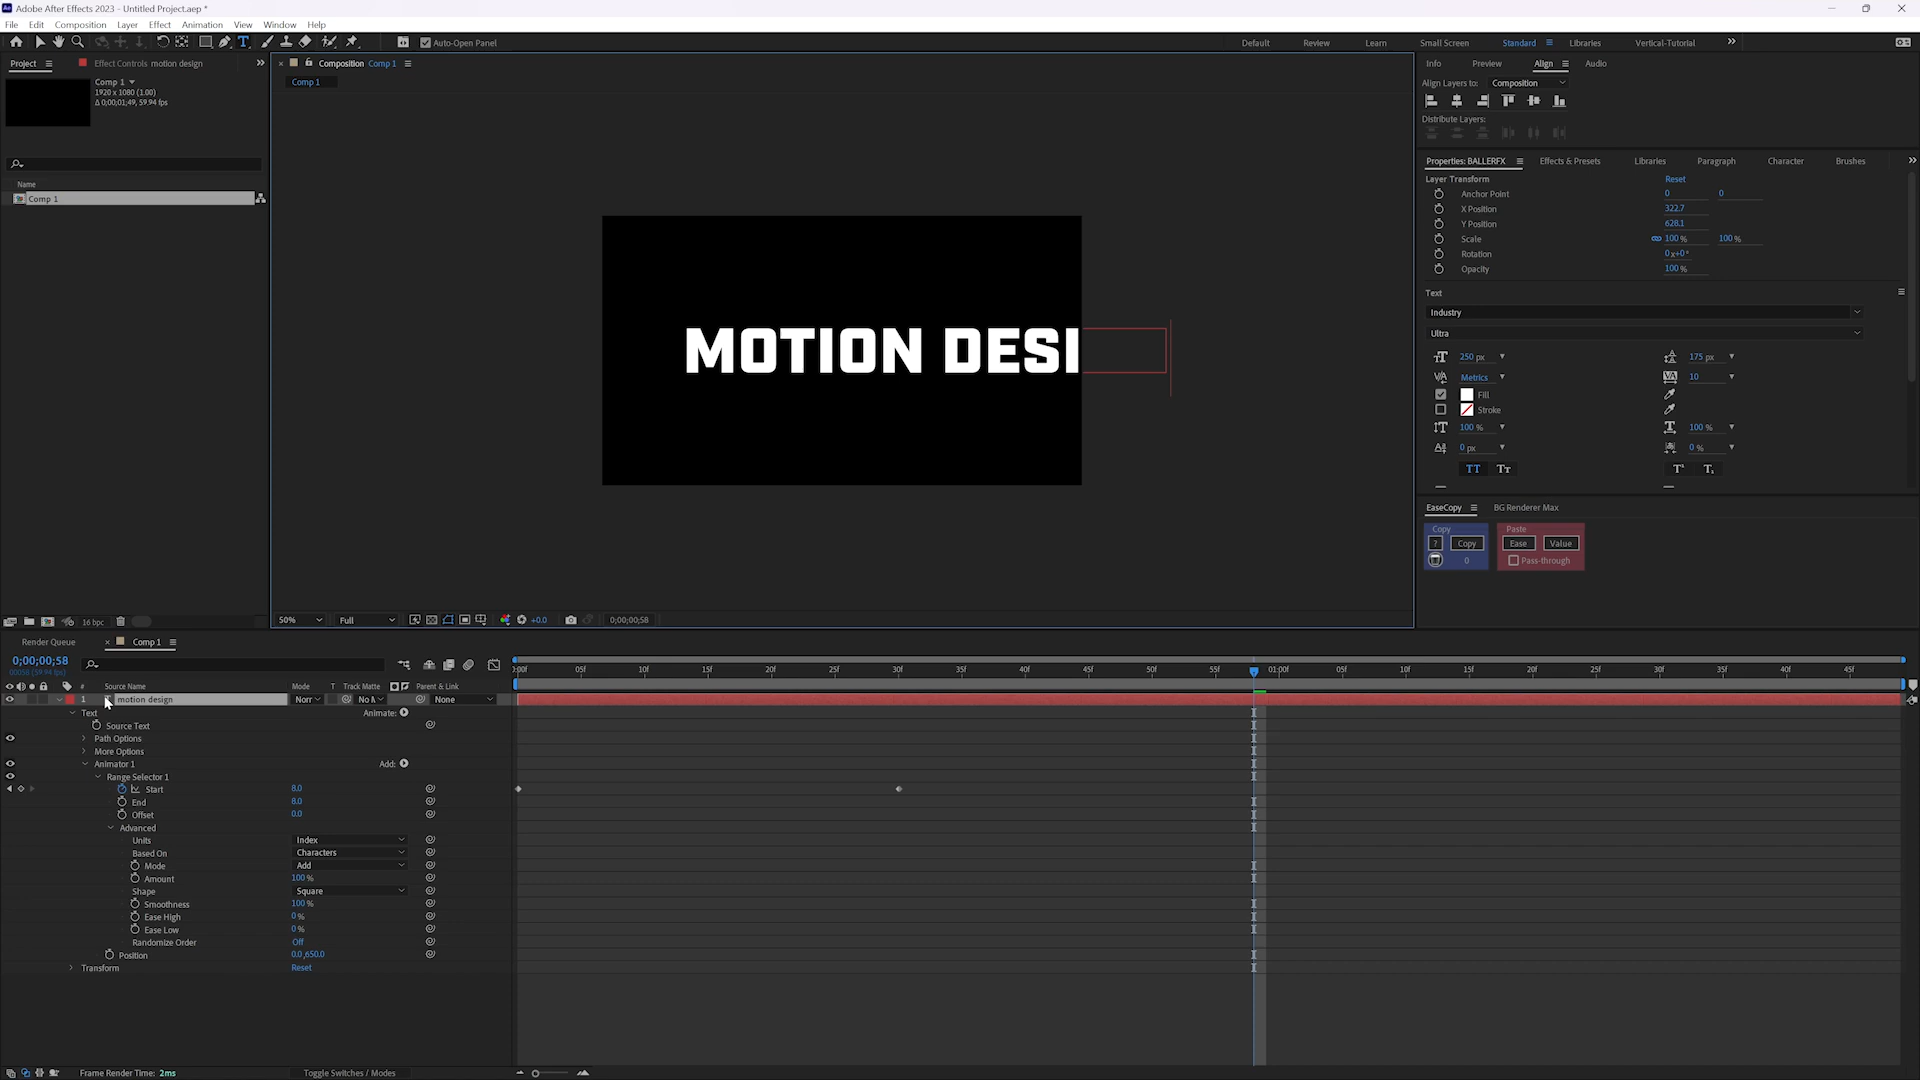 Adobe After Effects 2023 - Untitled Project.aep *
File Edit Composition Layer Effect Animation View Window Help
Auto-Open Panel
Default Review Learn Small Screen Standard Libraries Vertical-Tutorial
Project
Effect Controls motion design
Comp 1
1920 x 1080 (1.00)
Δ 0;00;01;49, 59.94 fps
Name
Comp 1
16 bpc
Composition Comp 1
Comp 1
MOTION DESI
50% Full +0.0 0;00;00;58
Info Preview Align Audio
Align Layers to: Composition
Distribute Layers:
Properties: BALLERFX Effects & Presets Libraries Paragraph Character Brushes
Layer Transform Reset
Anchor Point 0 0
X Position 322.7
Y Position 628.1
Scale 100 % 100 %
Rotation 0x+0°
Opacity 100 %
Text
Industry
Ultra
250 px 175 px
Metrics 10
Fill
Stroke
100 % 100 %
0 px 0 %
TT Tт T¹ T₁
EaseCopy BG Renderer Max
Copy Paste
? Copy Ease Value
0 Pass-through
Render Queue Comp 1
0;00;00;58
# Source Name Mode T Track Matte Parent & Link
1 T motion design Norr No M None
Text Animate:
Source Text
Path Options
More Options
Animator 1 Add:
Range Selector 1
Start 8.0
End 8.0
Offset 0.0
Advanced
Units Index
Based On Characters
Mode Add
Amount 100 %
Shape Square
Smoothness 100 %
Ease High 0 %
Ease Low 0 %
Randomize Order Off
Position 0.0,650.0
Transform Reset
:00f 05f 10f 15f 20f 25f 30f 35f 40f 45f 50f 55f 01:00f 05f 10f 15f 20f 25f 30f 35f 40f 45f
Frame Render Time: 2ms Toggle Switches / Modes